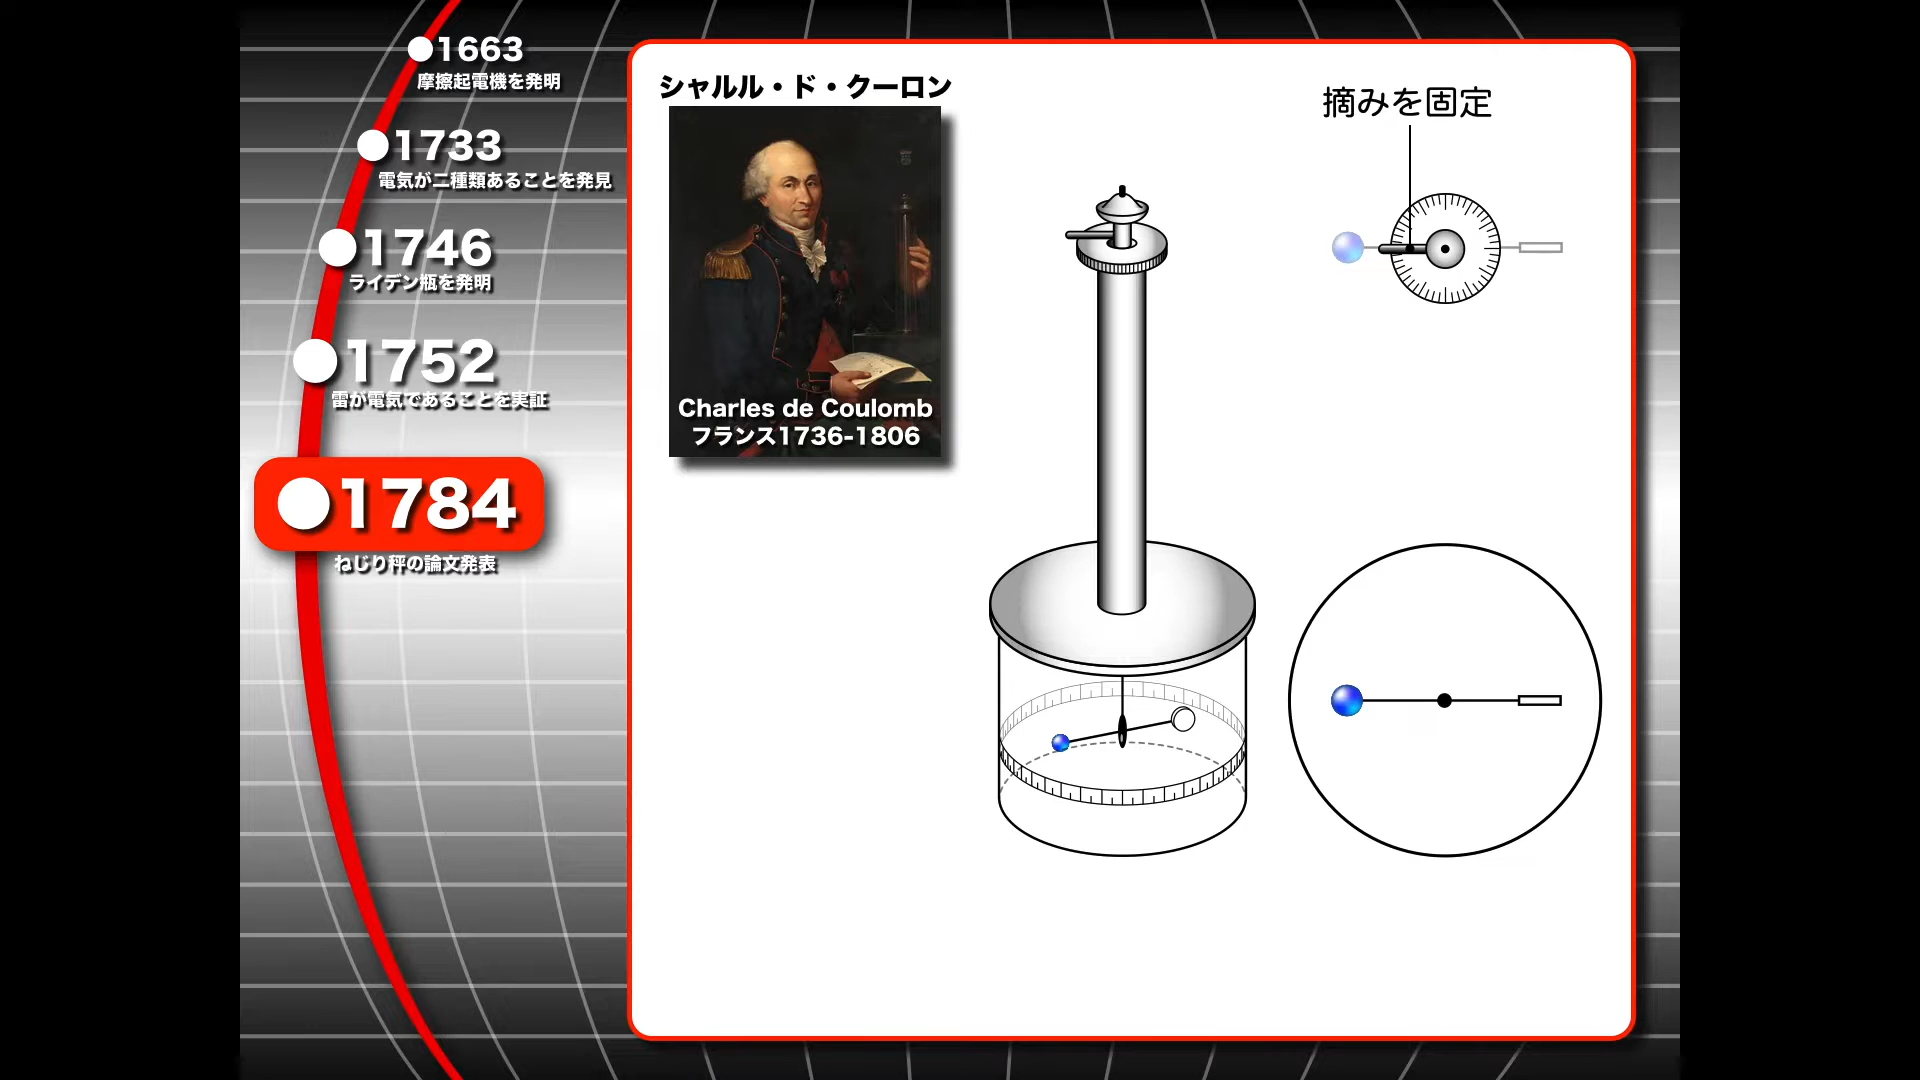 1663
摩擦起電機を発明
1733
電気が二種類あることを発見
1746
ライデン瓶を発明
1752
雷が電気であることを実証
1784
ねじり秤の論文発表
シャルル・ド・クーロン
Charles de Coulomb
フランス1736-1806
摘みを固定